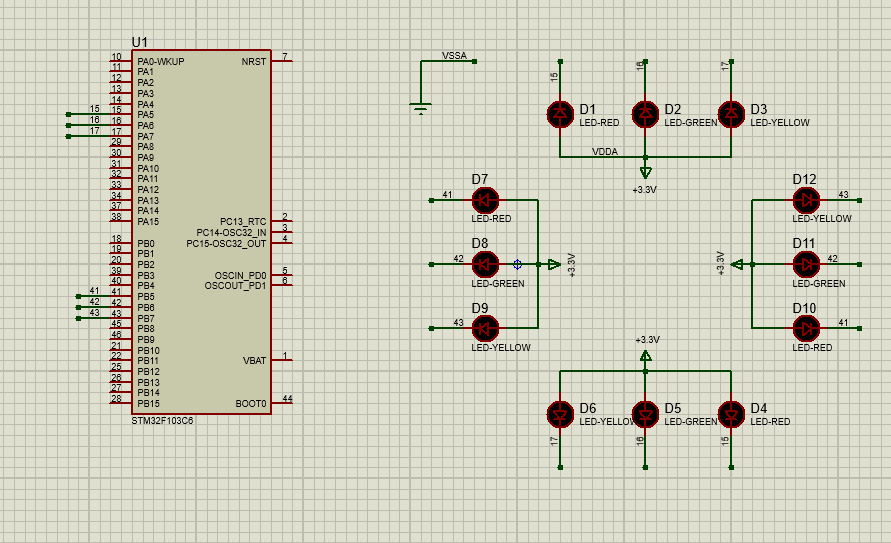 U1
10 PA0-WKUP
11 PA1
12 PA2
13 PA3
14 PA4
15 15 PA5
16 16 PA6
17 17 PA7
29 PA8
30 PA9
31 PA10
32 PA11
33 PA12
34 PA13
37 PA14
38 PA15
18 PB0
19 PB1
20 PB2
39 PB3
40 PB4
41 41 PB5
42 42 PB6
43 43 PB7
45 PB8
46 PB9
21 PB10
22 PB11
25 PB12
26 PB13
27 PB14
28 PB15
NRST 7
PC13_RTC 2
PC14-OSC32_IN 3
PC15-OSC32_OUT 4
OSCIN_PD0 5
OSCOUT_PD1 6
VBAT 1
BOOT0 44
STM32F103C6
VSSA
15
16
17
D1
LED-RED
D2
LED-GREEN
D3
LED-YELLOW
VDDA
+3.3V
D7
41
LED-RED
D8
42
LED-GREEN
D9
43
LED-YELLOW
+3.3V
+3.3V
D12
43
LED-YELLOW
D11
42
LED-GREEN
D10
41
LED-RED
+3.3V
D6
LED-YELLOW
D5
LED-GREEN
D4
LED-RED
17
16
15